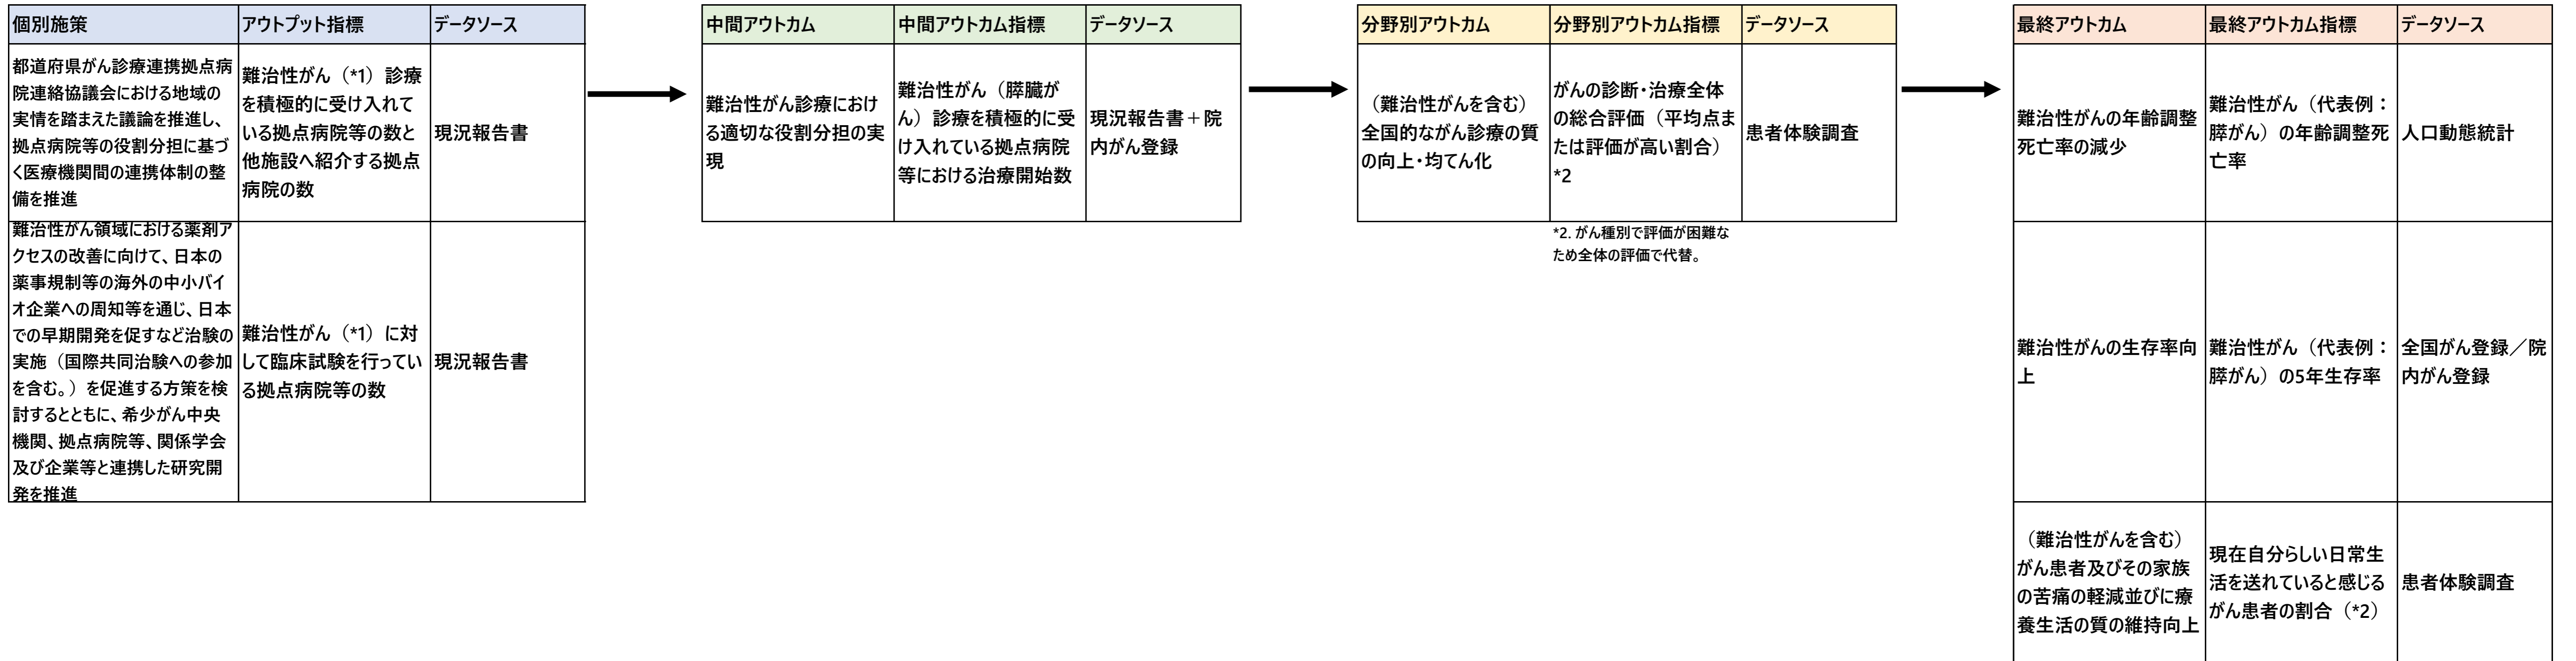 個別施策
アウトプット指標
データソース
都道府県がん診療連携拠点病
院連絡協議会における地域の
実情を踏まえた議論を推進し、
拠点病院等の役割分担に基づ
く医療機関間の連携体制の整
備を推進
難治性がん（*1）診療
を積極的に受け入れて
いる拠点病院等の数と
他施設へ紹介する拠点
病院の数
現況報告書
難治性がん領域における薬剤ア
クセスの改善に向けて、日本の
薬事規制等の海外の中小バイ
オ企業への周知等を通じ、日本
での早期開発を促すなど治験の
実施（国際共同治験への参加
を含む。）を促進する方策を検
討するとともに、希少がん中央
機関、拠点病院等、関係学会
及び企業等と連携した研究開
発を推進
難治性がん（*1）に対
して臨床試験を行ってい
る拠点病院等の数
現況報告書
中間アウトカム
中間アウトカム指標
データソース
難治性がん診療におけ
る適切な役割分担の実
現
難治性がん（膵臓が
ん）診療を積極的に受
け入れている拠点病院
等における治療開始数
現況報告書＋院
内がん登録
分野別アウトカム
分野別アウトカム指標
データソース
（難治性がんを含む）
全国的ながん診療の質
の向上・均てん化
がんの診断・治療全体
の総合評価（平均点ま
たは評価が高い割合）
*2
患者体験調査
*2. がん種別で評価が困難な
ため全体の評価で代替。
最終アウトカム
最終アウトカム指標
データソース
難治性がんの年齢調整
死亡率の減少
難治性がん（代表例：
膵がん）の年齢調整死
亡率
人口動態統計
難治性がんの生存率向
上
難治性がん（代表例：
膵がん）の5年生存率
全国がん登録／院
内がん登録
（難治性がんを含む）
がん患者及びその家族
の苦痛の軽減並びに療
養生活の質の維持向上
現在自分らしい日常生
活を送れていると感じる
がん患者の割合（*2）
患者体験調査